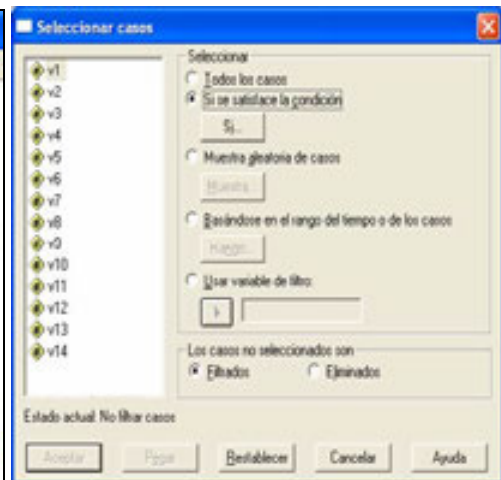 Seleccionar casos
v1
v2
v3
v4
v5
v6
v7
v8
v9
v10
v11
v12
v13
v14
Seleccionar
Todos los casos
Si se satisface la condición
Si...
Muestra aleatoria de casos
Muestra...
Basándose en el rango del tiempo o de los casos
Rango...
Usar variable de filtro:
Los casos no seleccionados son
Filtrados Eliminados
Estado actual: No filtrar casos
Aceptar Pegar Restablecer Cancelar Ayuda